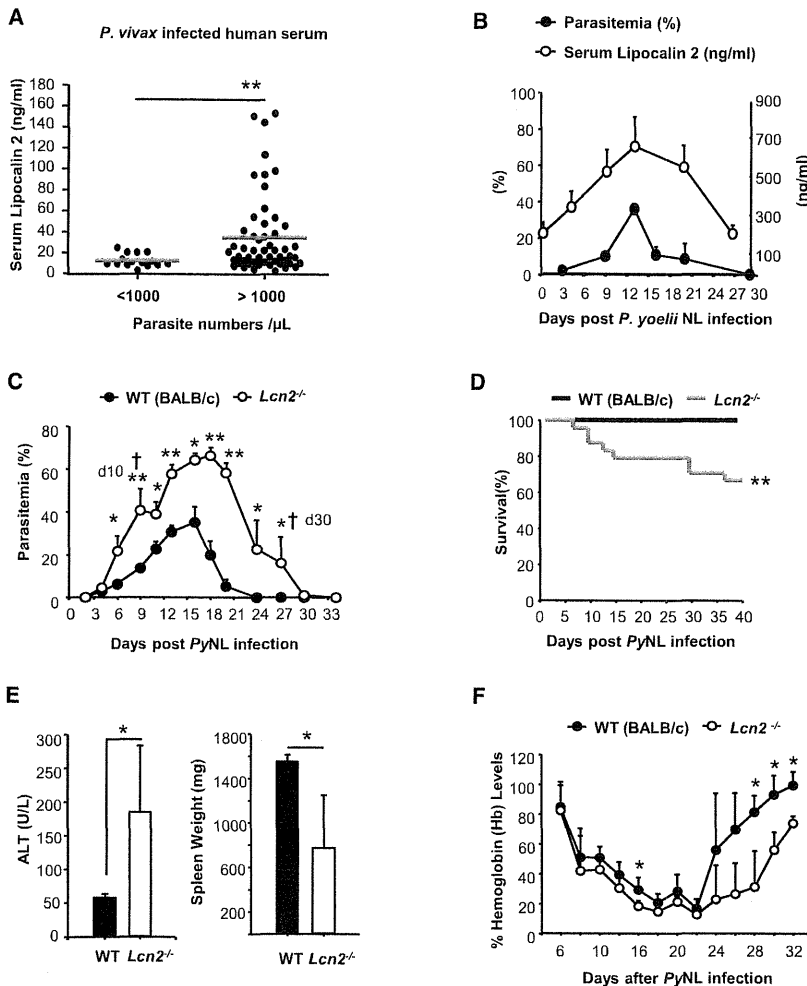 A
P. vivax infected human serum
Serum Lipocalin 2 (ng/ml)
180
160
140
120
100
80
60
40
20
0
**
<1000
> 1000
Parasite numbers /µL
B
Parasitemia (%)
Serum Lipocalin 2 (ng/ml)
(%)
100
80
60
40
20
0
900
700
500
300
100
(ng/ml)
0 3 6 9 12 15 18 21 24 27 30
Days post P. yoelii NL infection
C
WT (BALB/c) Lcn2-/-
Parasitemia (%)
80
60
40
20
0
d10 † ** * * ** * ** ** * * † d30
0 3 6 9 13 15 18 21 24 27 30 33
Days post PyNL infection
D
WT (BALB/c) Lcn2-/-
Survival(%)
100
80
60
40
20
0
**
0 5 10 15 20 25 30 35 40
Days post PyNL infection
E
ALT (U/L)
300
250
200
150
100
50
0
*
WT Lcn2-/-
Spleen Weight (mg)
1800
1400
1000
600
200
*
WT Lcn2-/-
F
WT (BALB/c) Lcn2 -/-
% Hemoglobin (Hb) Levels
120
100
80
60
40
20
0
* * * *
6 10 16 20 24 28 32
Days after PyNL infection